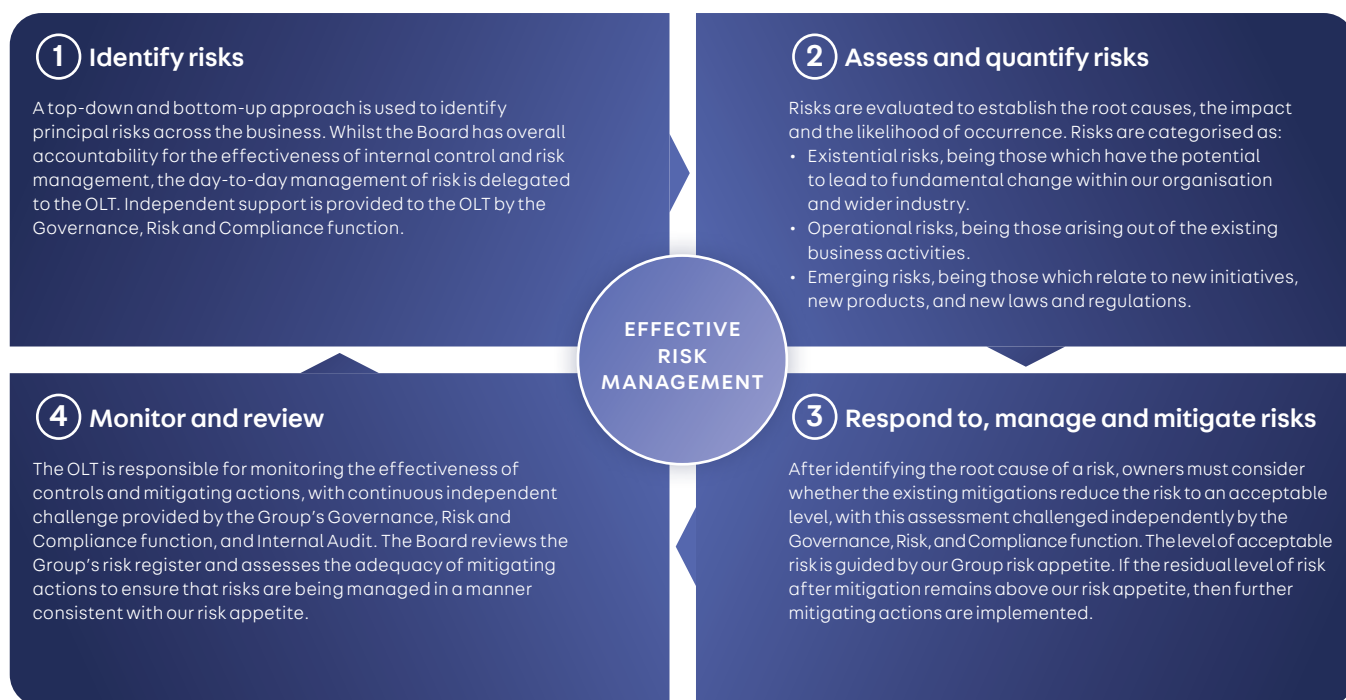 1 Identify risks
A top-down and bottom-up approach is used to identify
principal risks across the business. Whilst the Board has overall
accountability for the effectiveness of internal control and risk
management, the day-to-day management of risk is delegated
to the OLT. Independent support is provided to the OLT by the
Governance, Risk and Compliance function.
2 Assess and quantify risks
Risks are evaluated to establish the root causes, the impact
and the likelihood of occurrence. Risks are categorised as:
• Existential risks, being those which have the potential
to lead to fundamental change within our organisation
and wider industry.
• Operational risks, being those arising out of the existing
business activities.
• Emerging risks, being those which relate to new initiatives,
new products, and new laws and regulations.
EFFECTIVE
RISK
MANAGEMENT
3 Respond to, manage and mitigate risks
After identifying the root cause of a risk, owners must consider
whether the existing mitigations reduce the risk to an acceptable
level, with this assessment challenged independently by the
Governance, Risk, and Compliance function. The level of acceptable
risk is guided by our Group risk appetite. If the residual level of risk
after mitigation remains above our risk appetite, then further
mitigating actions are implemented.
4 Monitor and review
The OLT is responsible for monitoring the effectiveness of
controls and mitigating actions, with continuous independent
challenge provided by the Group's Governance, Risk and
Compliance function, and Internal Audit. The Board reviews the
Group's risk register and assesses the adequacy of mitigating
actions to ensure that risks are being managed in a manner
consistent with our risk appetite.